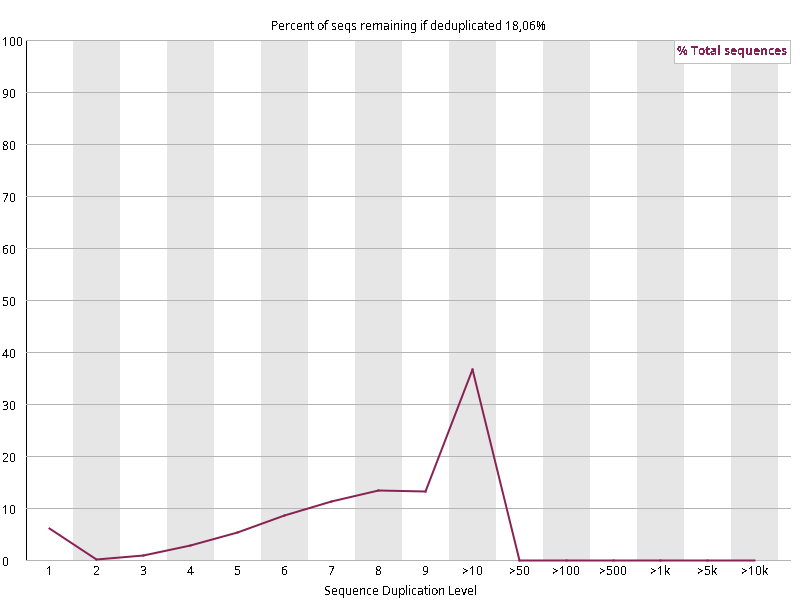 Percent of seqs remaining if deduplicated 18,06%
% Total sequences
100
90
80
70
60
50
40
30
20
10
0
1 2 3 4 5 6 7 8 9 >10 >50 >100 >500 >1k >5k >10k
Sequence Duplication Level